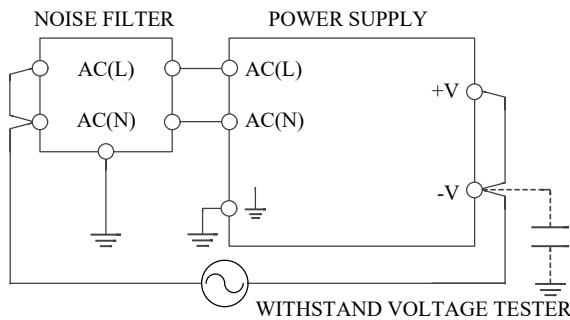 NOISE FILTER
POWER SUPPLY
AC(L)
AC(L)
+V
AC(N)
AC(N)
-V
WITHSTAND VOLTAGE TESTER